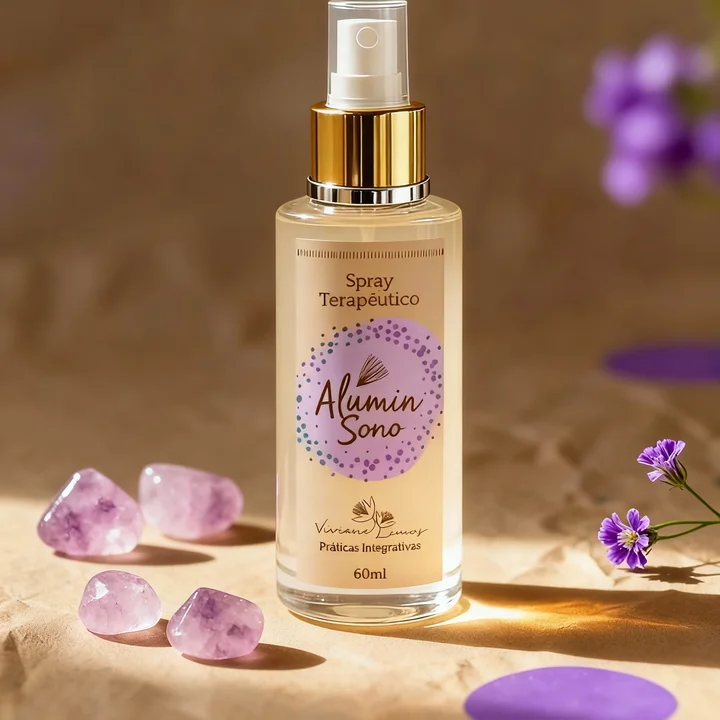 Spray
Terapêutico
Alumin
Sono
Viviane Lemos
Práticas Integrativas
60ml